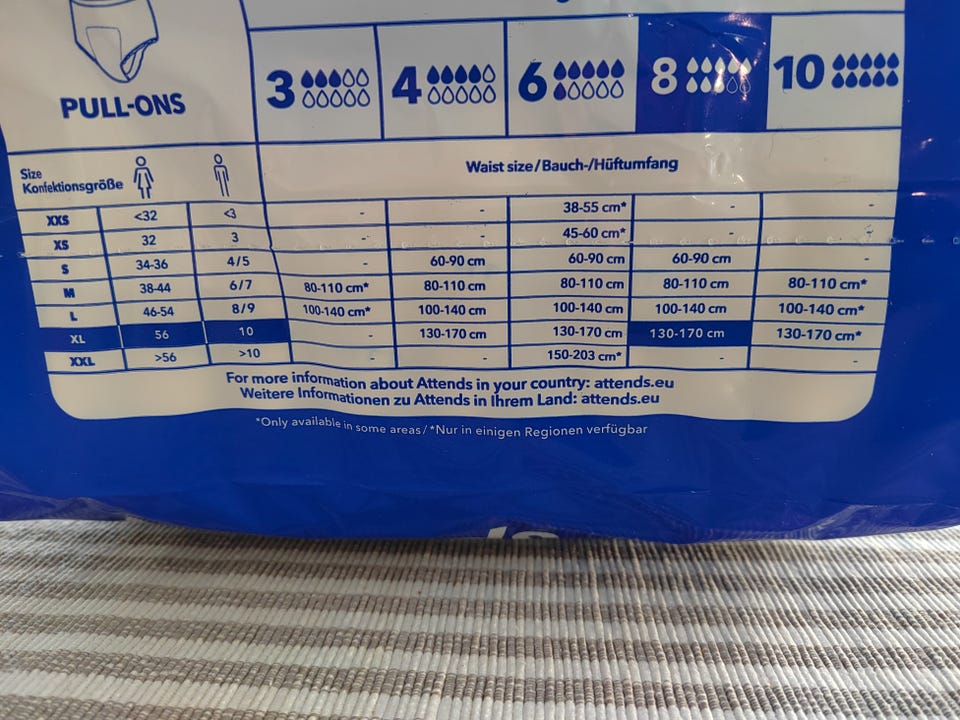 PULL-ONS
3 4 6 8 10
Size
Konfektionsgröße
Waist size/Bauch-/Hüftumfang
XXS <32 <3 - - 38-55 cm* - -
XS 32 3 - - 45-60 cm* - -
S 34-36 4/5 - 60-90 cm 60-90 cm 60-90 cm -
M 38-44 6/7 80-110 cm* 80-110 cm 80-110 cm 80-110 cm 80-110 cm*
L 46-54 8/9 100-140 cm* 100-140 cm 100-140 cm 100-140 cm 100-140 cm*
XL 56 10 - 130-170 cm 130-170 cm 130-170 cm 130-170 cm*
XXL >56 >10 - - 150-203 cm* - -
For more information about Attends in your country: attends.eu
Weitere Informationen zu Attends in Ihrem Land: attends.eu
*Only available in some areas/*Nur in einigen Regionen verfügbar